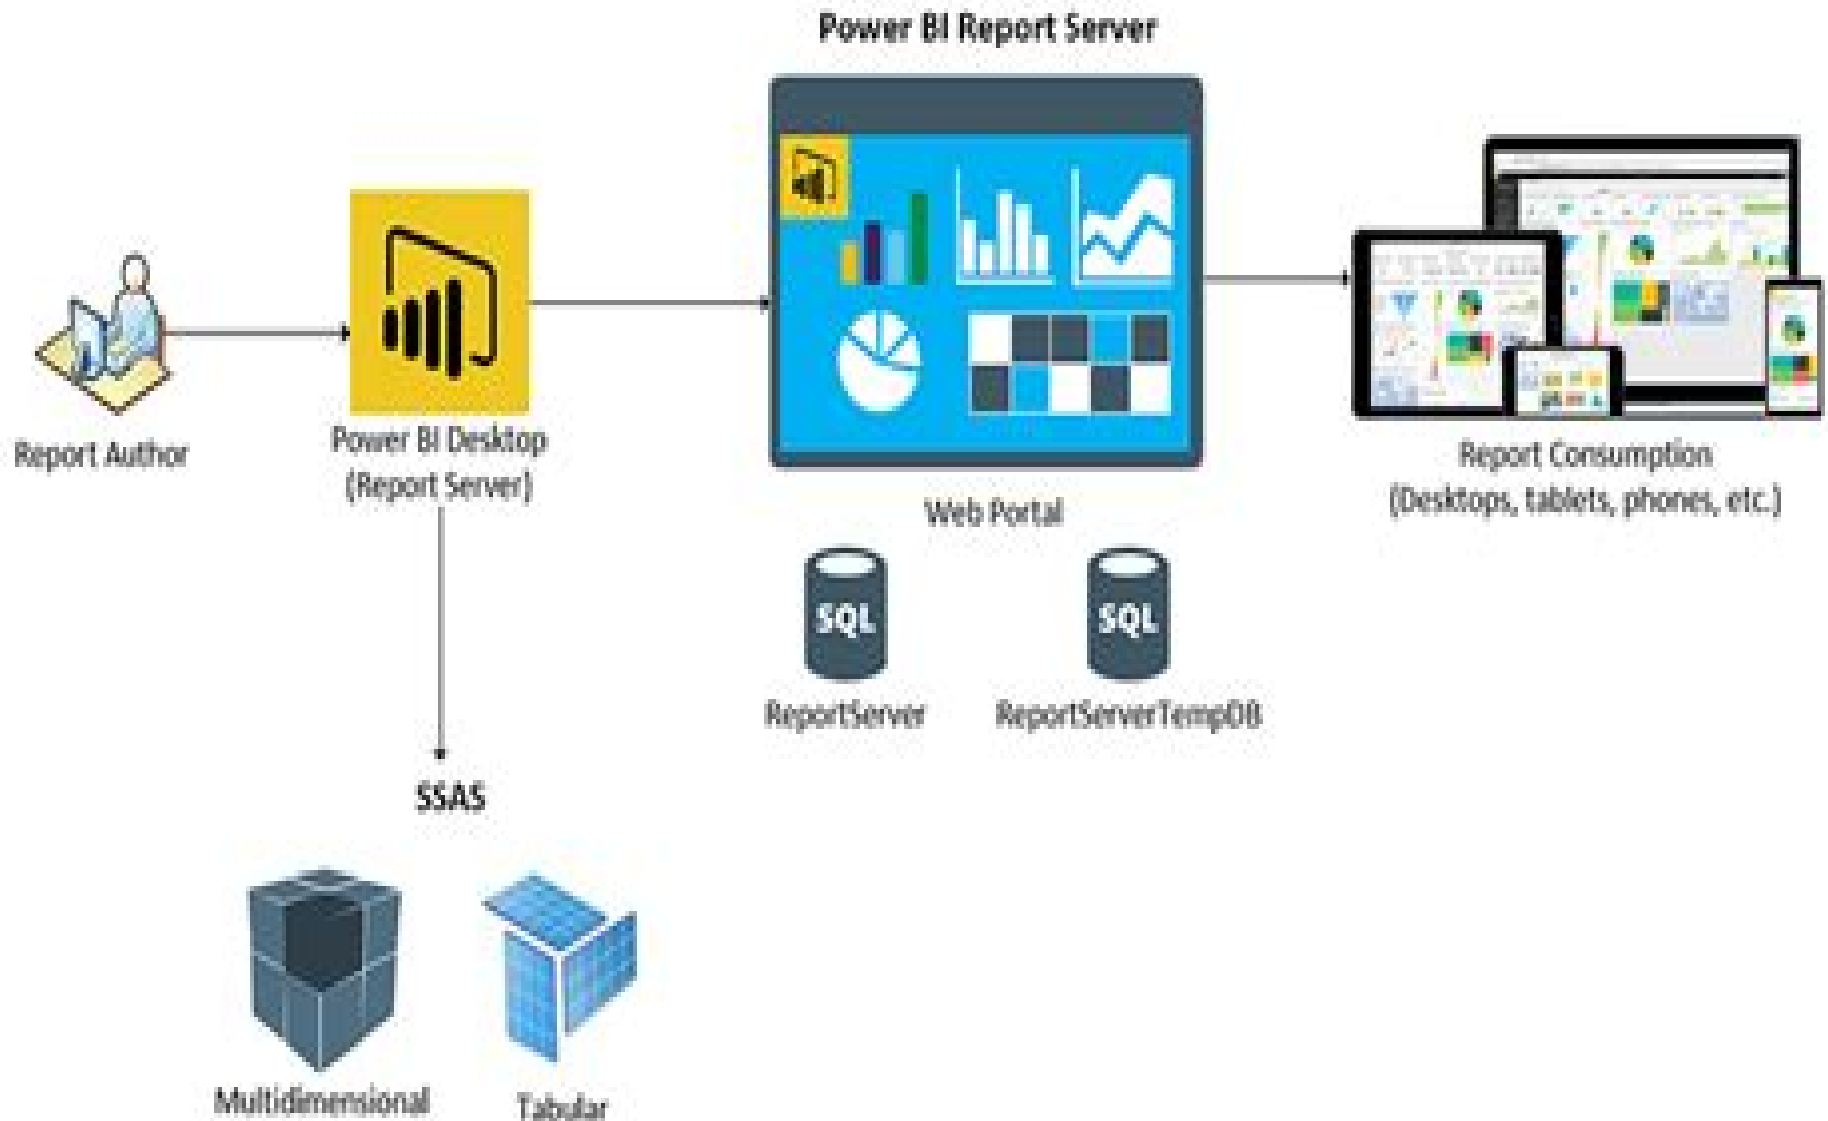 Power BI Report Server
Report Author
Power BI Desktop
(Report Server)
Web Portal
Report Consumption
(Desktops, tablets, phones, etc.)
SQL
SQL
ReportServer
ReportServerTempDB
SSAS
Multidimensional
Tabular